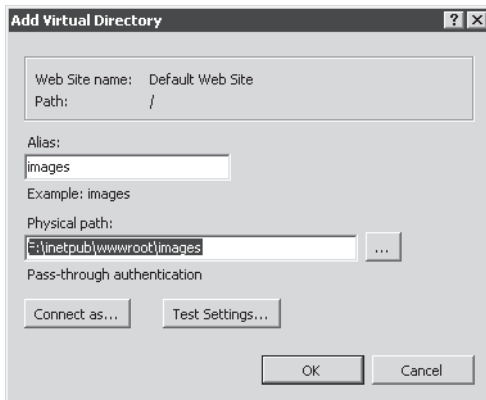 Add Virtual Directory
Web Site name: Default Web Site
Path: /
Alias:
images
Example: images
Physical path:
F:\inetpub\wwwroot\images
...
Pass-through authentication
Connect as...
Test Settings...
OK
Cancel